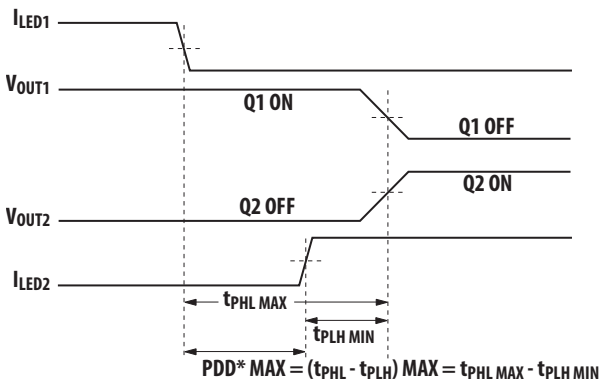 ILED1
VOUT1
Q1 ON
Q1 OFF
Q2 ON
Q2 OFF
VOUT2
ILED2
tPHL MAX
tPLH MIN
PDD* MAX = (tPHL - tPLH) MAX = tPHL MAX - tPLH MIN